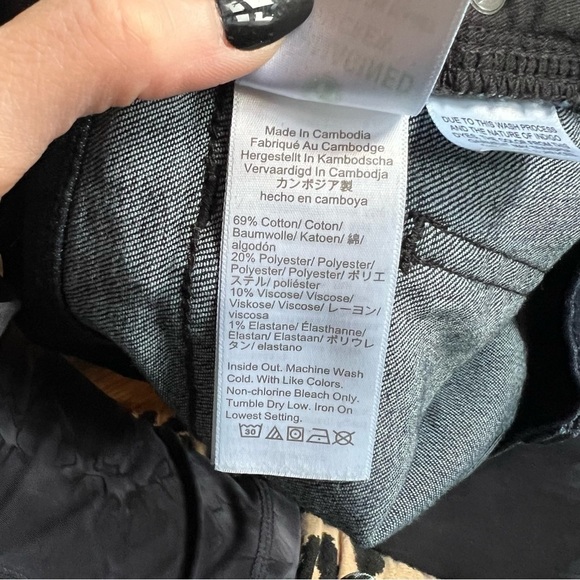 IMAGINED
Made In Cambodia
Fabriqué Au Cambodge
Hergestellt In Kambodscha
Vervaardigd In Cambodja
カンボジア製
hecho en camboya
69% Cotton/ Coton/
Baumwolle/ Katoen/ 綿/
algodón
20% Polyester/ Polyester/
Polyester/ Polyester/ ポリエ
ステル/ poliéster
10% Viscose/ Viscose/
Viskose/ Viscose/ レーヨン/
viscosa
1% Elastane/ Élasthanne/
Elastan/ Elastaan/ ポリウレ
タン/ elastano
Inside Out. Machine Wash
Cold. With Like Colors.
Non-chlorine Bleach Only.
Tumble Dry Low. Iron On
Lowest Setting.
30
DUE TO THIS WASH PROCESS
AND THE NATURE OF INDIGO